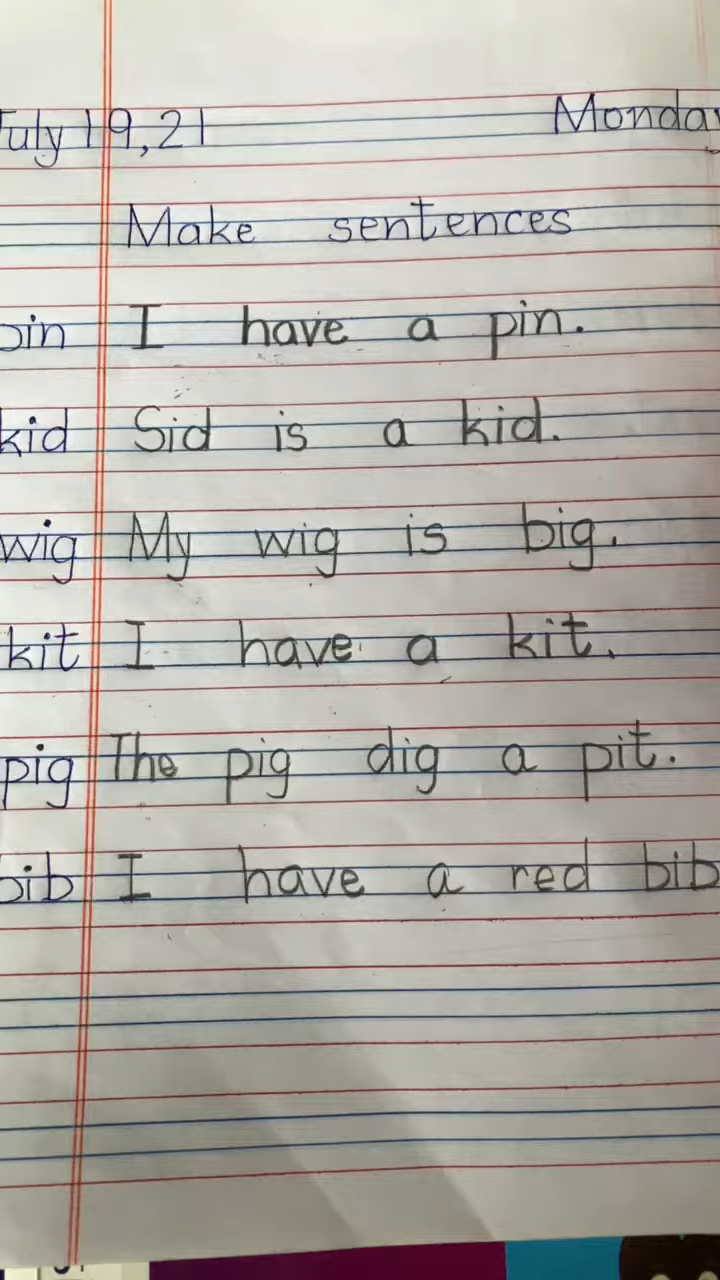 July 19, 21 Monday
Make sentences
pin I have a pin.
kid Sid is a kid.
wig My wig is big.
kit I have a kit.
pig The pig dig a pit.
bib I have a red bib